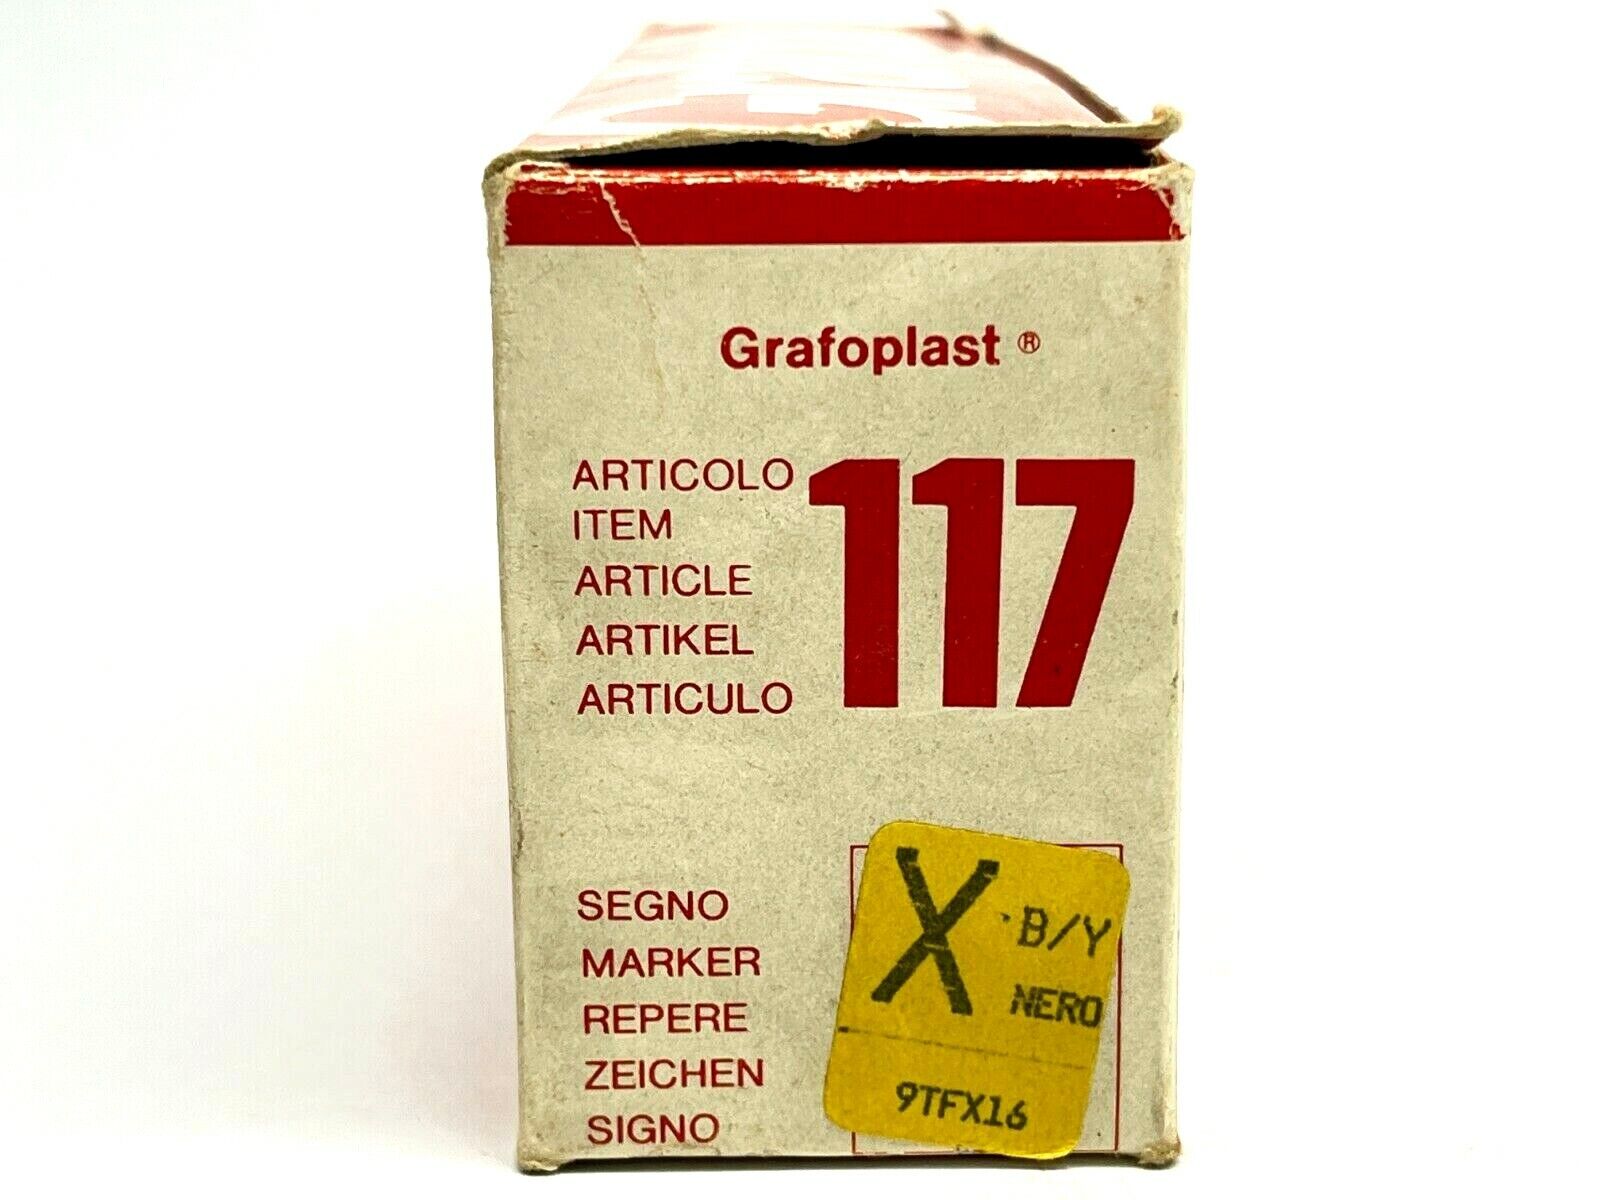 Grafoplast ®
ARTICOLO 117
ITEM
ARTICLE
ARTIKEL
ARTICULO
SEGNO
MARKER
REPERE
ZEICHEN
SIGNO
X B/Y
NERO
9TFX16